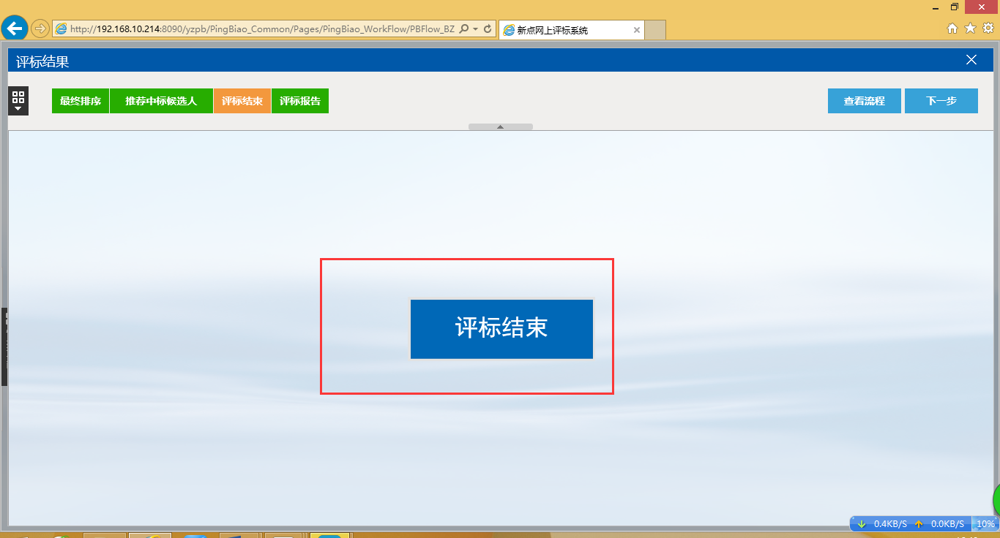 http://192.168.10.214:8090/yzpb/PingBiao_Common/Pages/PingBiao_WorkFlow/PBFlow_BZ
新点网上评标系统
评标结果
最终排序 推荐中标候选人 评标结束 评标报告 查看流程 下一步
评标结束
0.4KB/S 0.0KB/S 10%